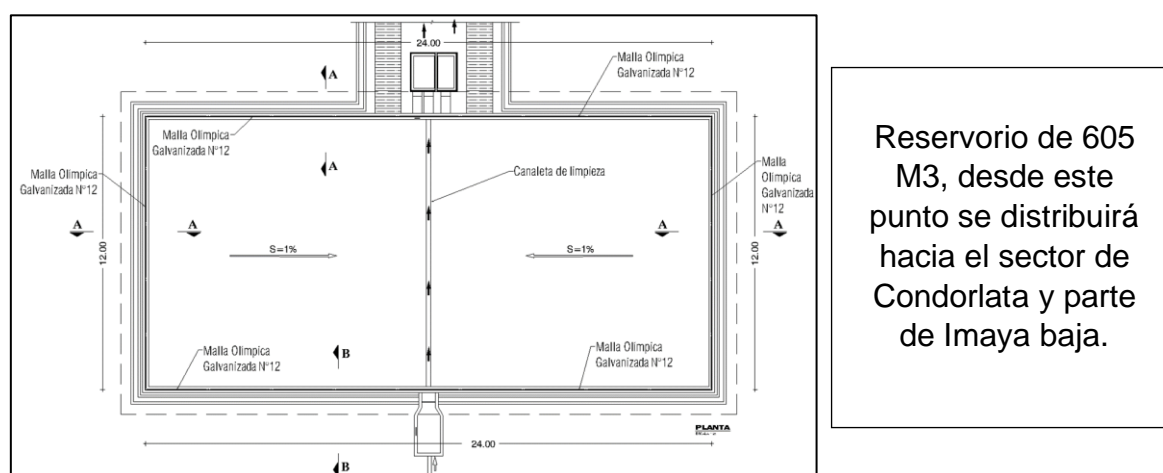 24.00
Malla Olimpica
Galvanizada N°12
A
Malla Olimpica
Galvanizada N°12
Malla Olimpica
Galvanizada N°12
A
Canaleta de limpieza
Malla
Olimpica
Galvanizada
N°12
A
A
A
A
12.00
S=1%
S=1%
12.00
Malla Olimpica
Galvanizada N°12
B
Malla Olimpica
Galvanizada N°12
PLANTA
24.00
B
Reservorio de 605
M3, desde este
punto se distribuirá
hacia el sector de
Condorlata y parte
de Imaya baja.